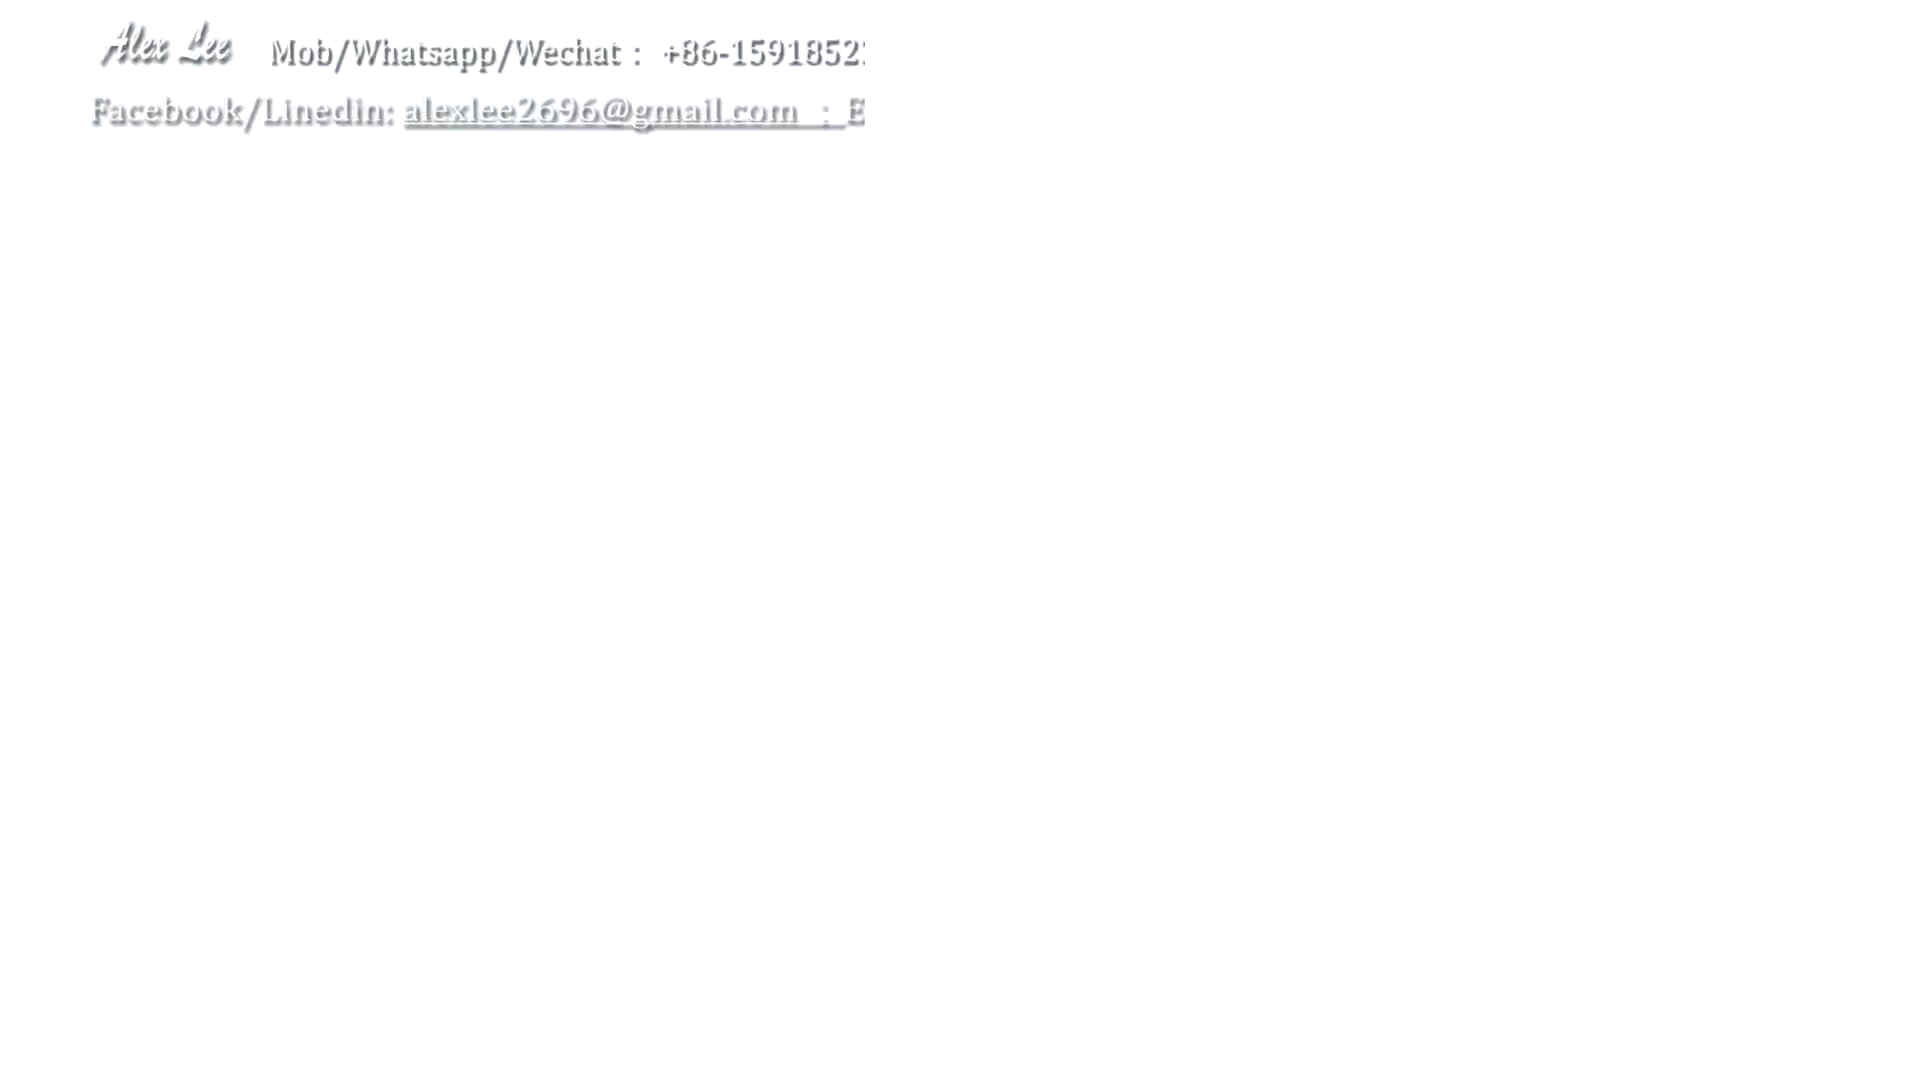 Alex Lee Mob/Whatsapp/Wechat : +86-1591852
Facebook/Linedin: alexlee2696@gmail.com : E